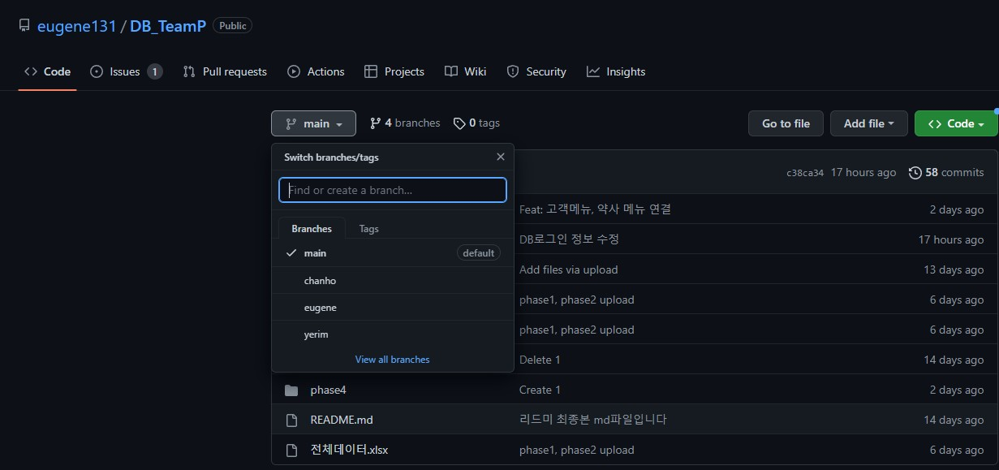 eugene131 / DB_TeamP Public
Code Issues 1 Pull requests Actions Projects Wiki Security Insights
main 4 branches 0 tags Go to file Add file Code
Switch branches/tags
c38ca34 17 hours ago 58 commits
Find or create a branch...
Feat: 고객메뉴, 약사 메뉴 연결 2 days ago
Branches Tags
DB로그인 정보 수정 17 hours ago
main default
Add files via upload 13 days ago
chanho
phase1, phase2 upload 6 days ago
eugene
phase1, phase2 upload 6 days ago
yerim
View all branches
Delete 1 14 days ago
phase4 Create 1 2 days ago
README.md 리드미 최종본 md파일입니다 14 days ago
전체데이터.xlsx phase1, phase2 upload 6 days ago